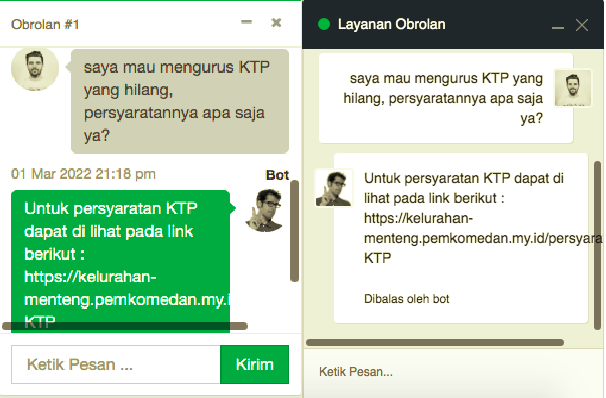 Obrolan #1
saya mau mengurus KTP
yang hilang,
persyaratannya apa saja
ya?
01 Mar 2022 21:18 pm
Bot
Untuk persyaratan KTP
dapat di lihat pada link
berikut :
https://kelurahan-
menteng.pemkomedan.my.i
KTP
Ketik Pesan ...
Kirim
Layanan Obrolan
saya mau mengurus KTP yang
hilang, persyaratannya apa saja
ya?
Untuk persyaratan KTP dapat di
lihat pada link berikut :
https://kelurahan-
menteng.pemkomedan.my.id/persyara
KTP
Dibalas oleh bot
Ketik Pesan...